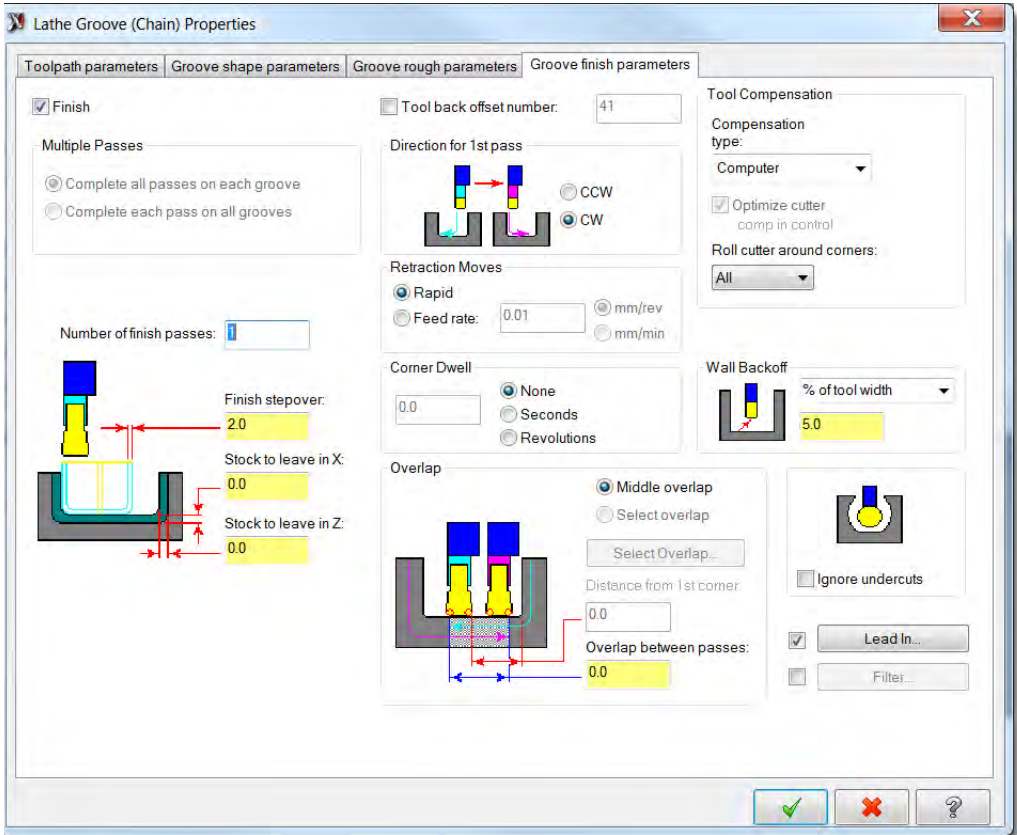 Lathe Groove (Chain) Properties
Toolpath parameters
Groove shape parameters
Groove rough parameters
Groove finish parameters
Finish
Multiple Passes
Complete all passes on each groove
Complete each pass on all grooves
Number of finish passes:
1
Finish stepover:
2.0
Stock to leave in X:
0.0
Stock to leave in Z:
0.0
Tool back offset number:
41
Direction for 1st pass
CCW
CW
Retraction Moves
Rapid
Feed rate:
0.01
mm/rev
mm/min
Corner Dwell
0.0
None
Seconds
Revolutions
Overlap
Middle overlap
Select overlap
Select Overlap...
Distance from 1st corner
0.0
Overlap between passes:
0.0
Tool Compensation
Compensation
type:
Computer
Optimize cutter
comp in control
Roll cutter around corners:
All
Wall Backoff
% of tool width
5.0
Ignore undercuts
Lead In...
Filter...